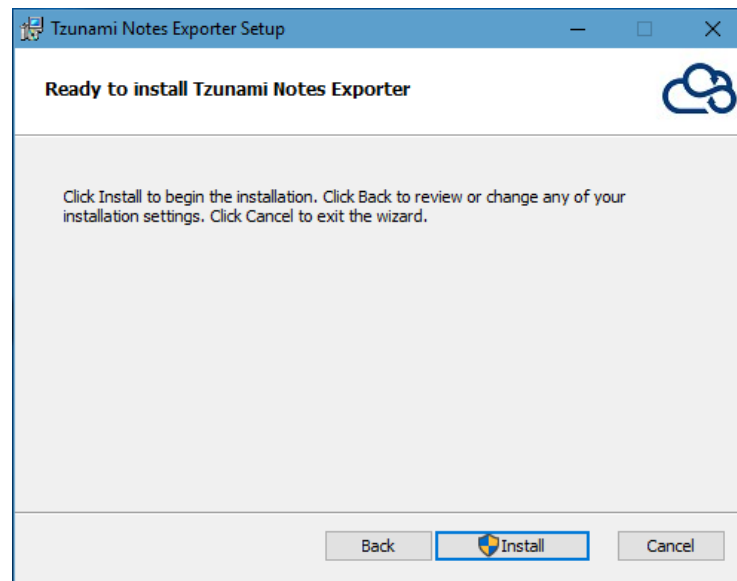 Tzunami Notes Exporter Setup
Ready to install Tzunami Notes Exporter
Click Install to begin the installation. Click Back to review or change any of your
installation settings. Click Cancel to exit the wizard.
Back
Install
Cancel